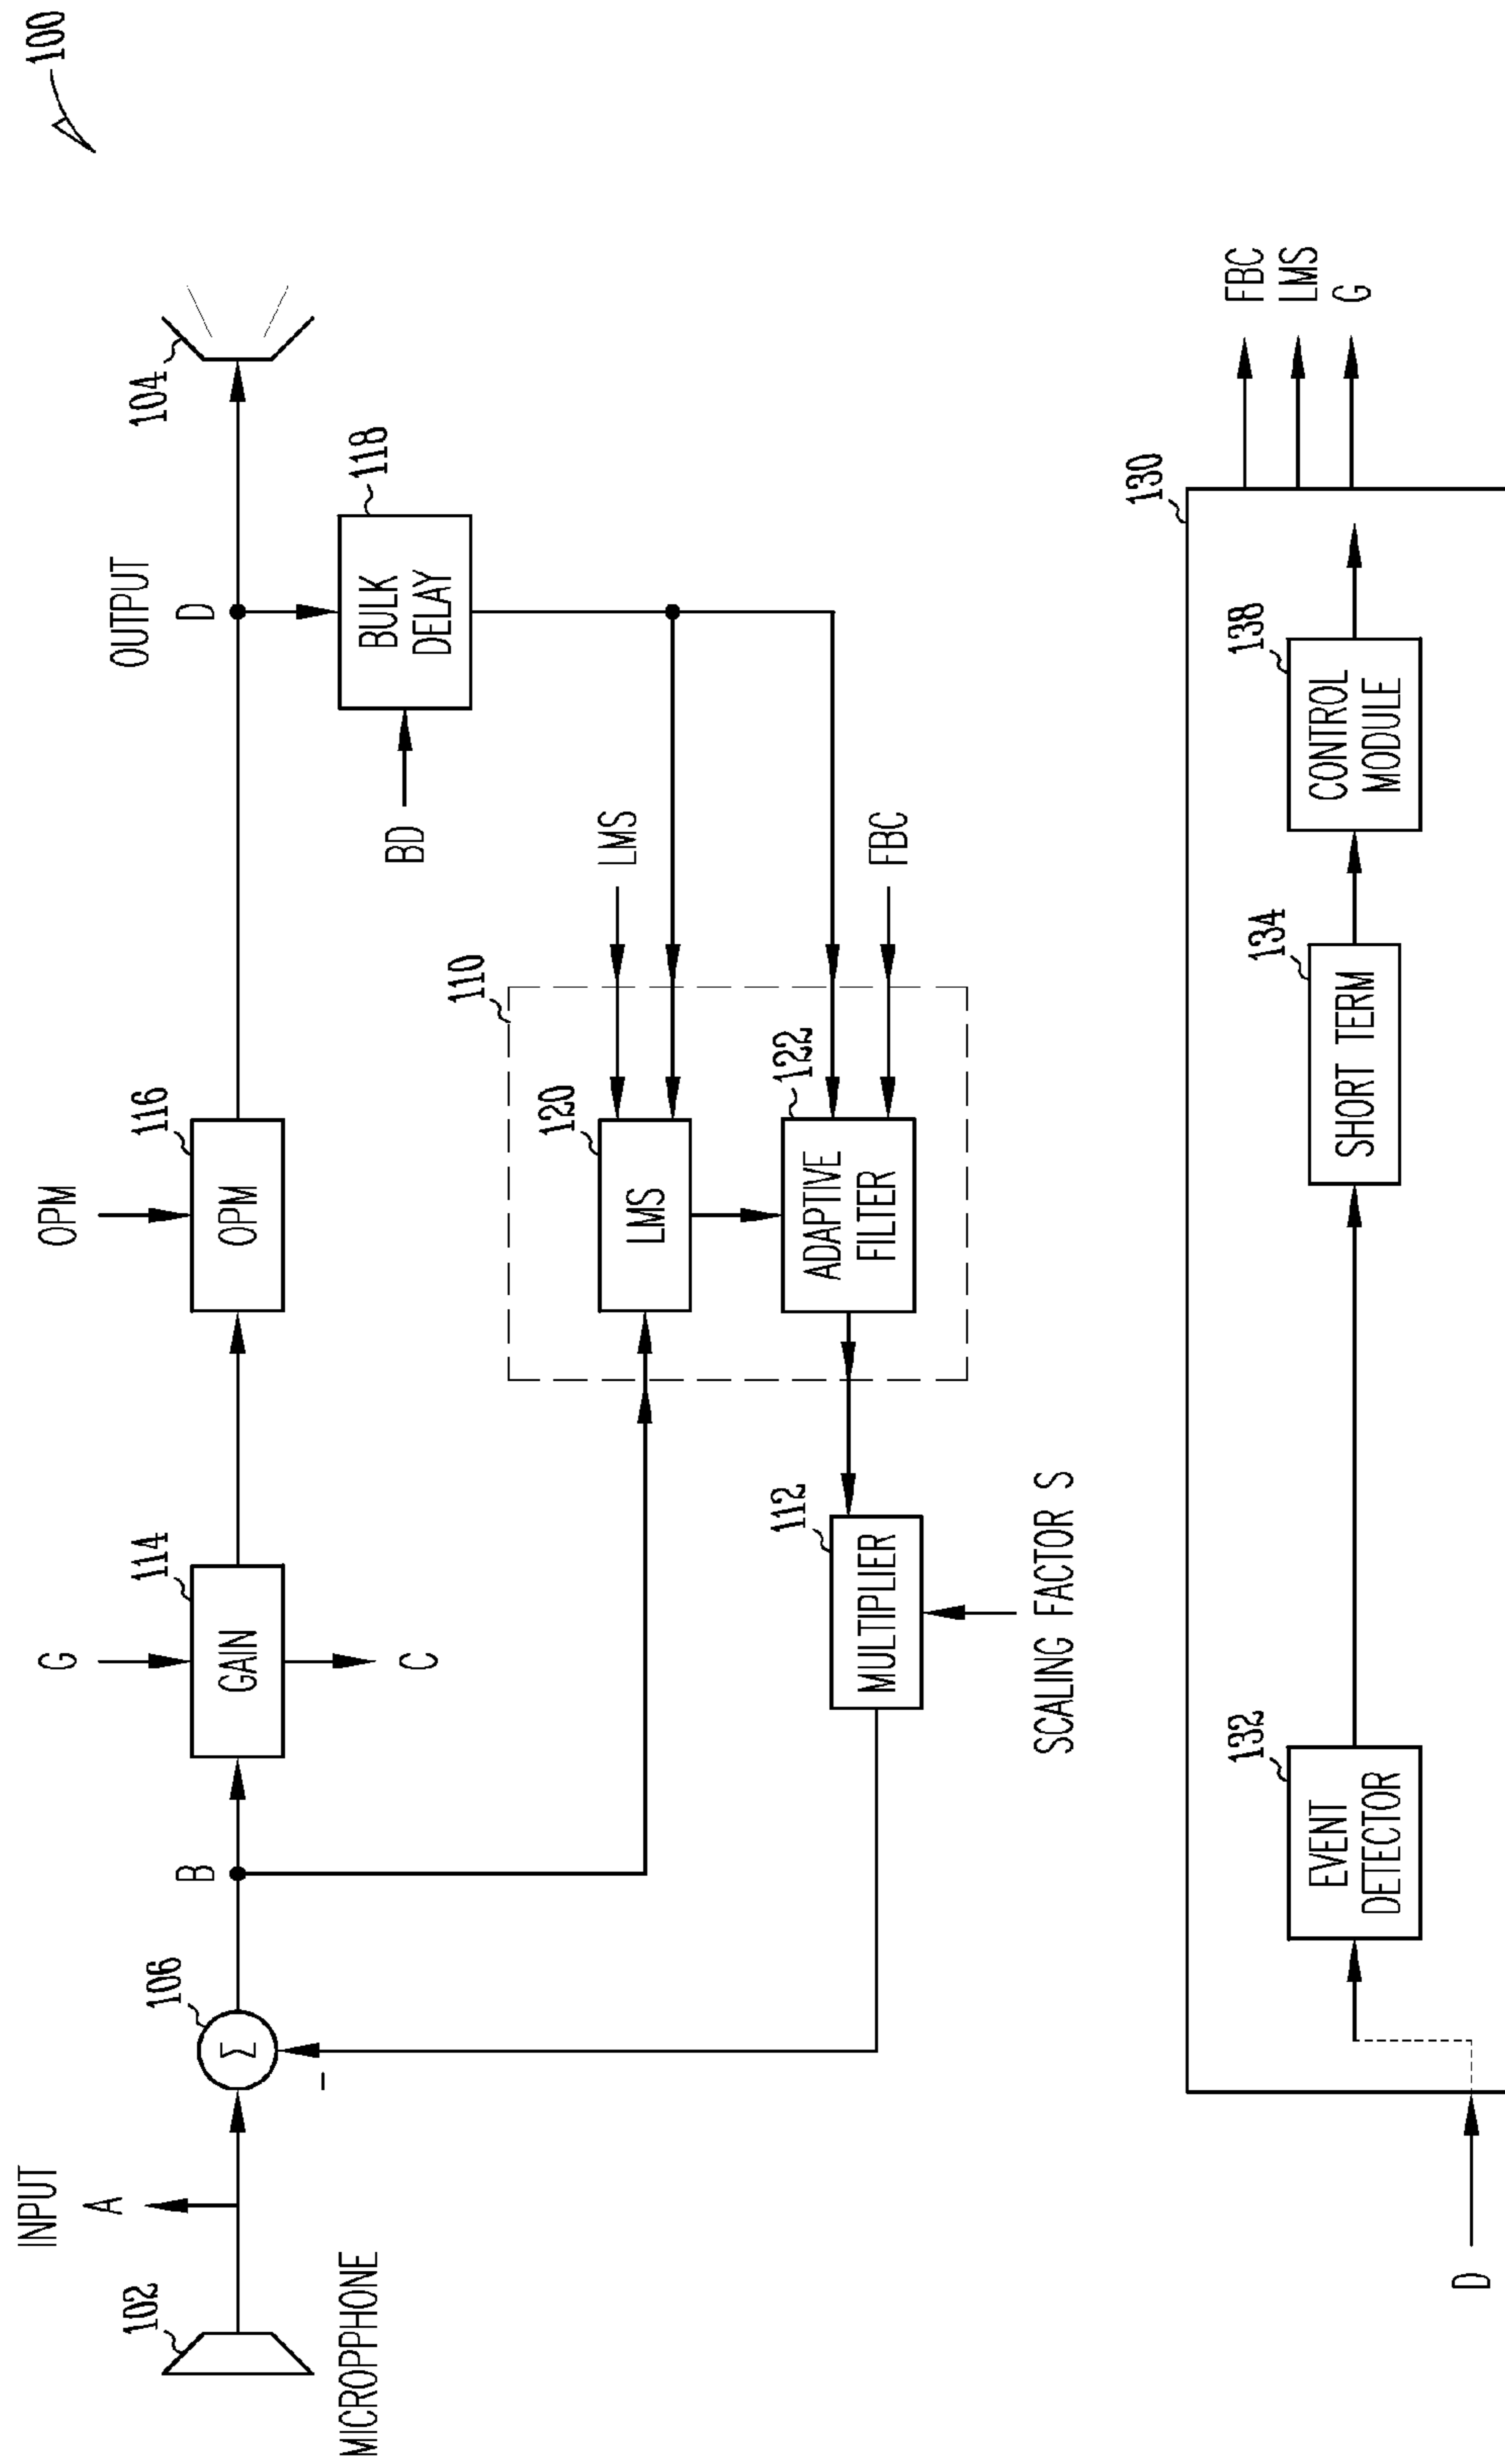 100
INPUT
A
102
MICROPPHONE
106
Σ
–
B
G
114
GAIN
C
OPM
116
OPM
OUTPUT
D
104
118
BULK
DELAY
BD
110
LMS
120
LMS
122
ADAPTIVE
FILTER
FBC
112
MULTIPLIER
SCALING FACTOR S
130
D
132
EVENT
DETECTOR
134
SHORT TERM
138
CONTROL
MODULE
FBC
LMS
G